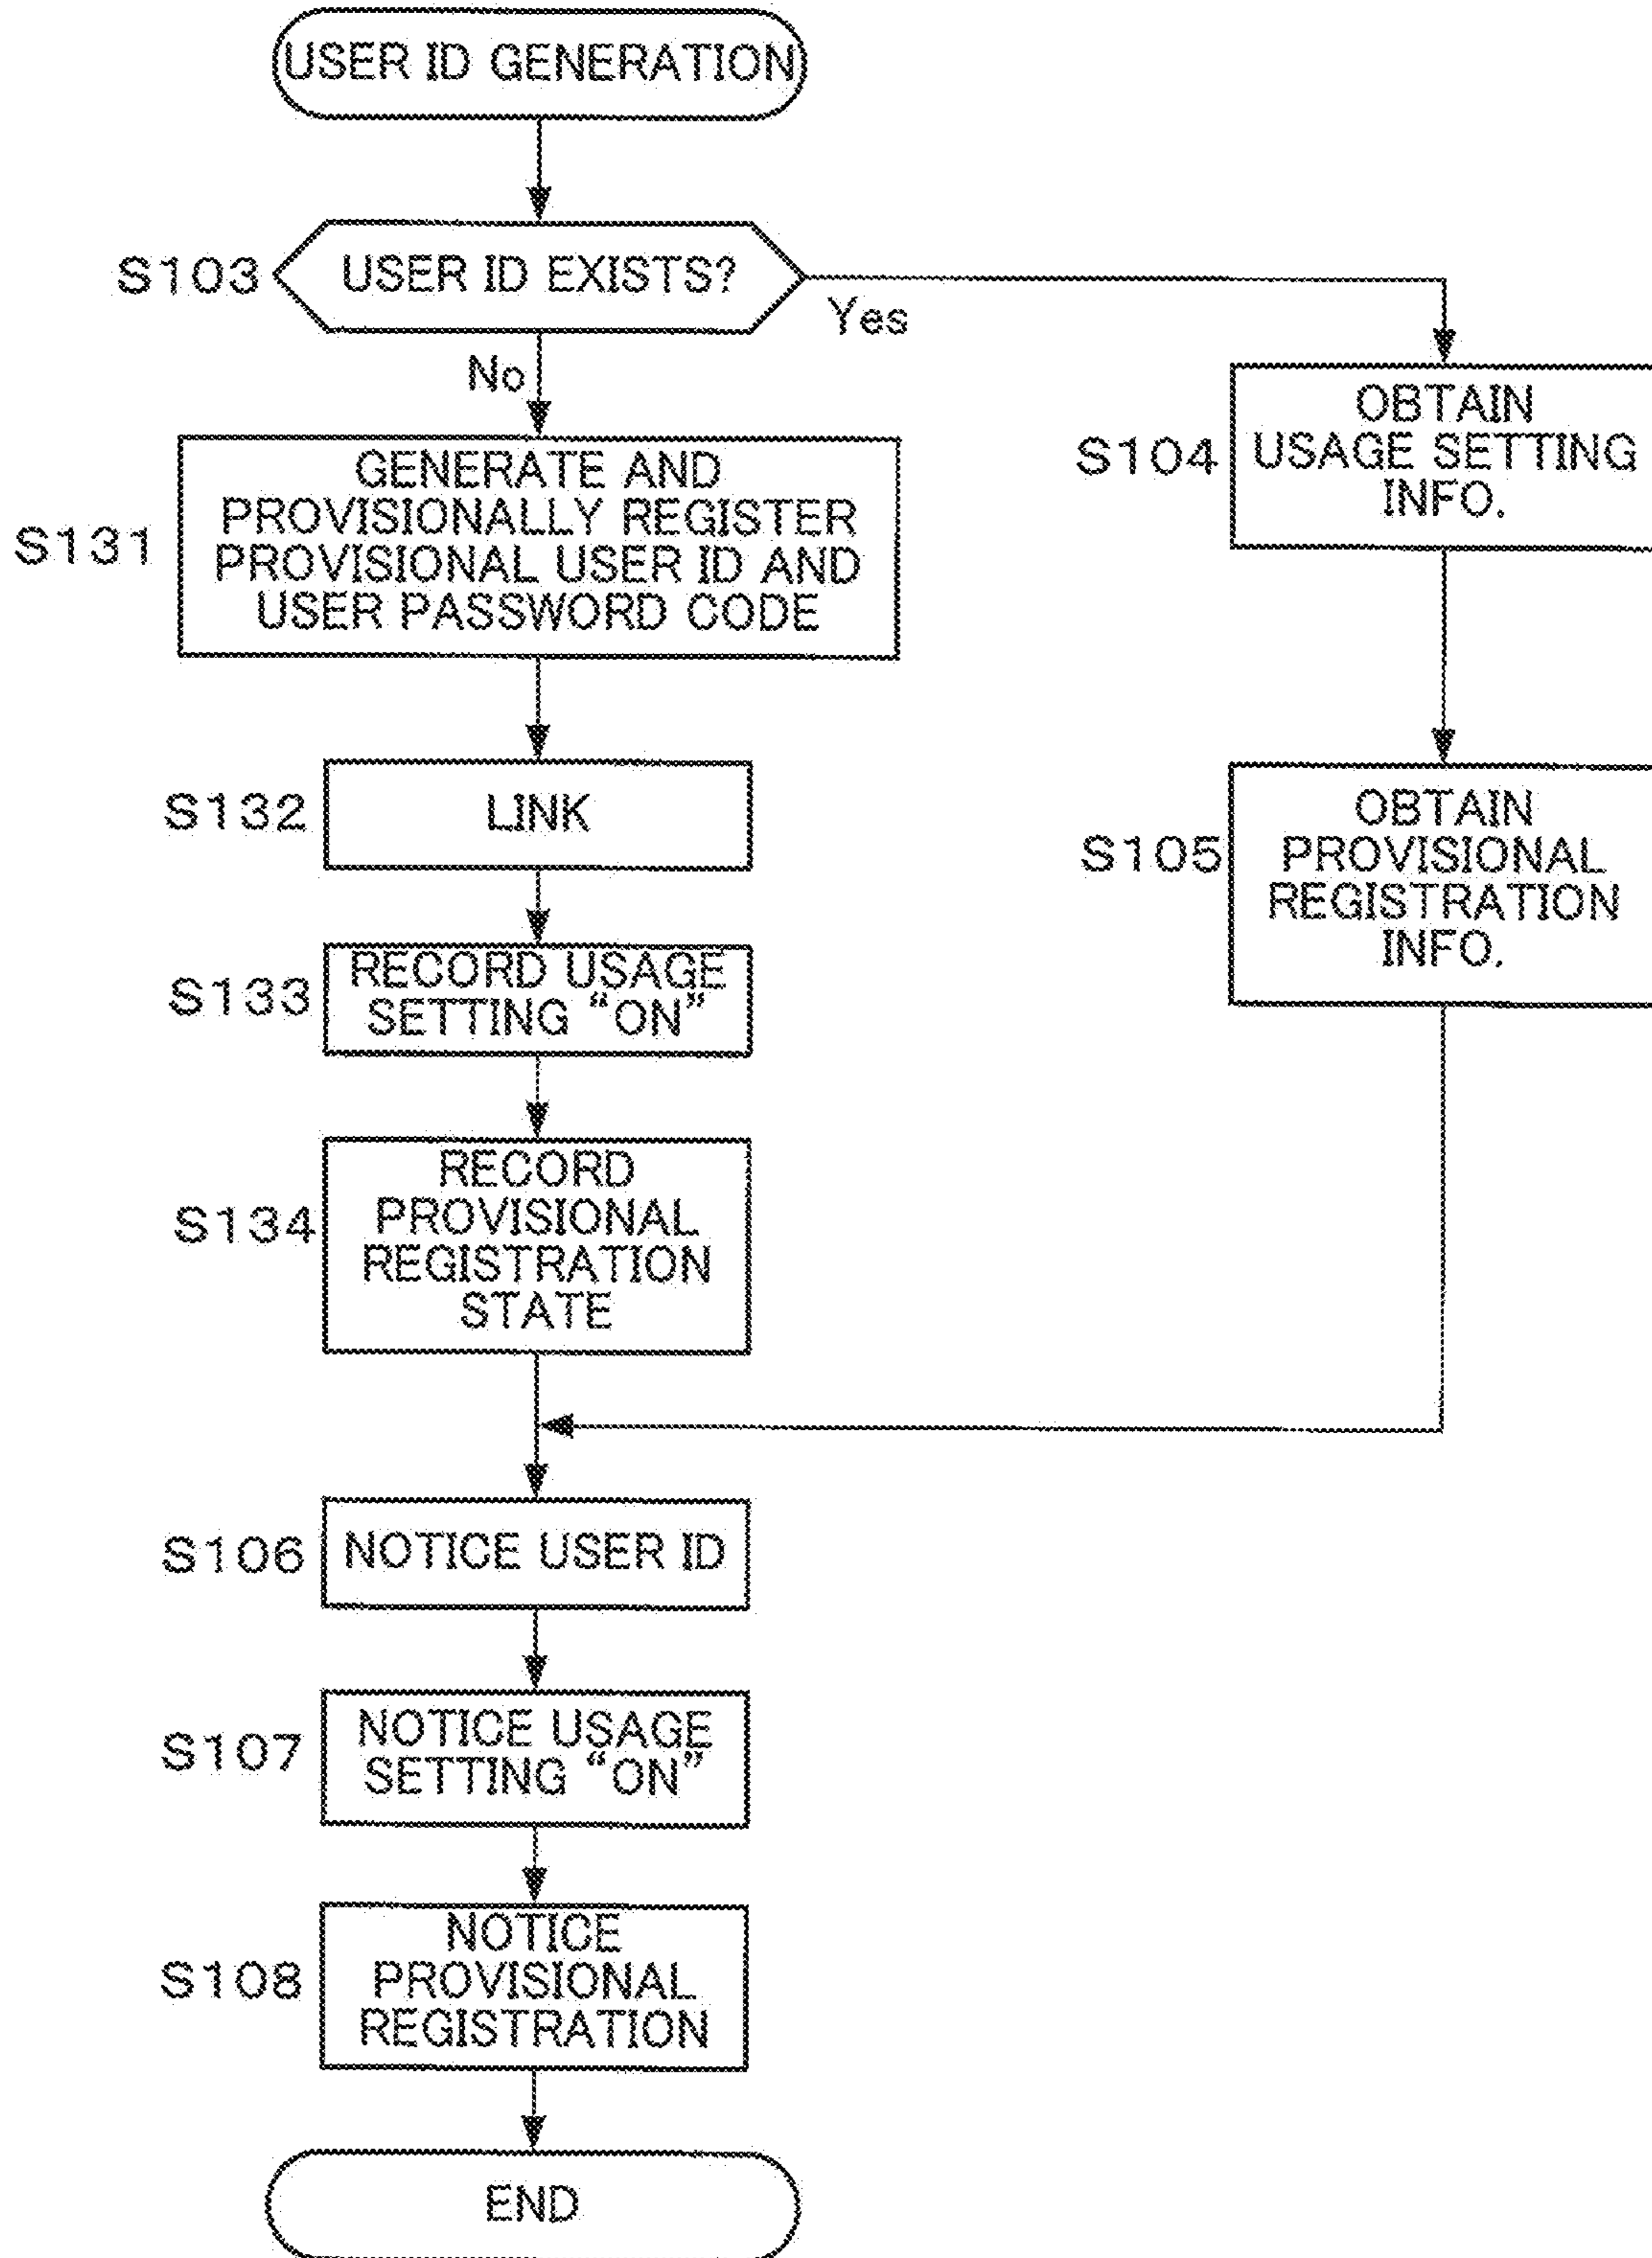 USER ID GENERATION
S103
USER ID EXISTS?
Yes
No
S131
GENERATE AND
PROVISIONALLY REGISTER
PROVISIONAL USER ID AND
USER PASSWORD CODE
S104
OBTAIN
USAGE SETTING
INFO.
S132
LINK
S105
OBTAIN
PROVISIONAL
REGISTRATION
INFO.
S133
RECORD USAGE
SETTING “ON”
S134
RECORD
PROVISIONAL
REGISTRATION
STATE
S106
NOTICE USER ID
S107
NOTICE USAGE
SETTING “ON”
S108
NOTICE
PROVISIONAL
REGISTRATION
END